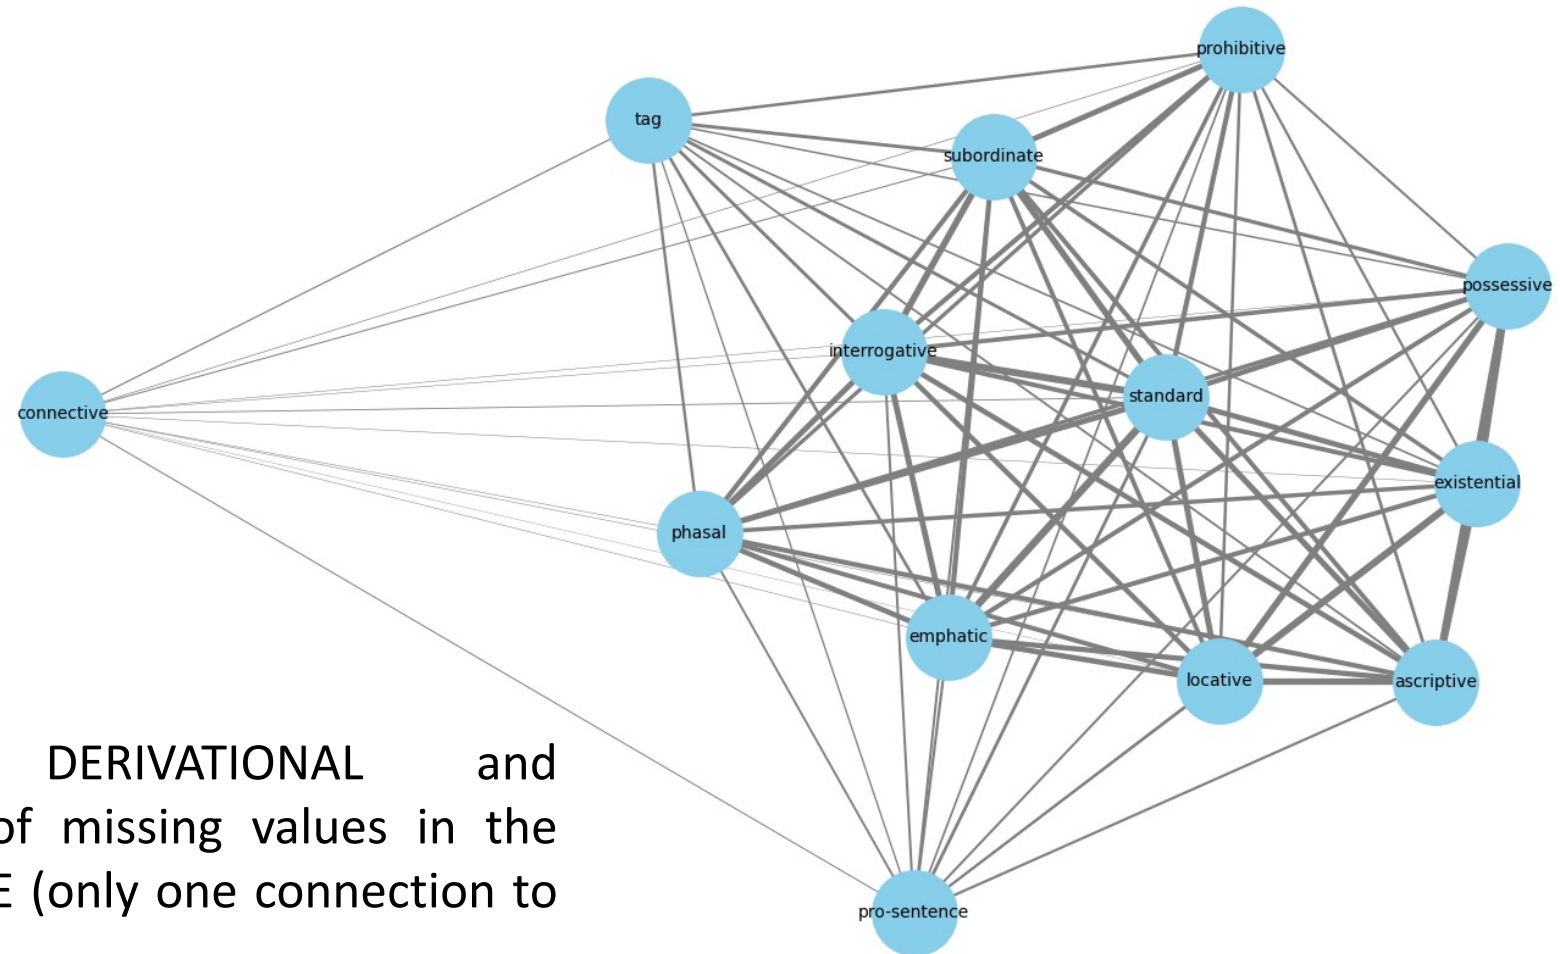 prohibitive
tag
subordinate
possessive
interrogative
standard
connective
existential
phasal
emphatic
locative
ascriptive
DERIVATIONAL and
of missing values in the
E (only one connection to
pro-sentence